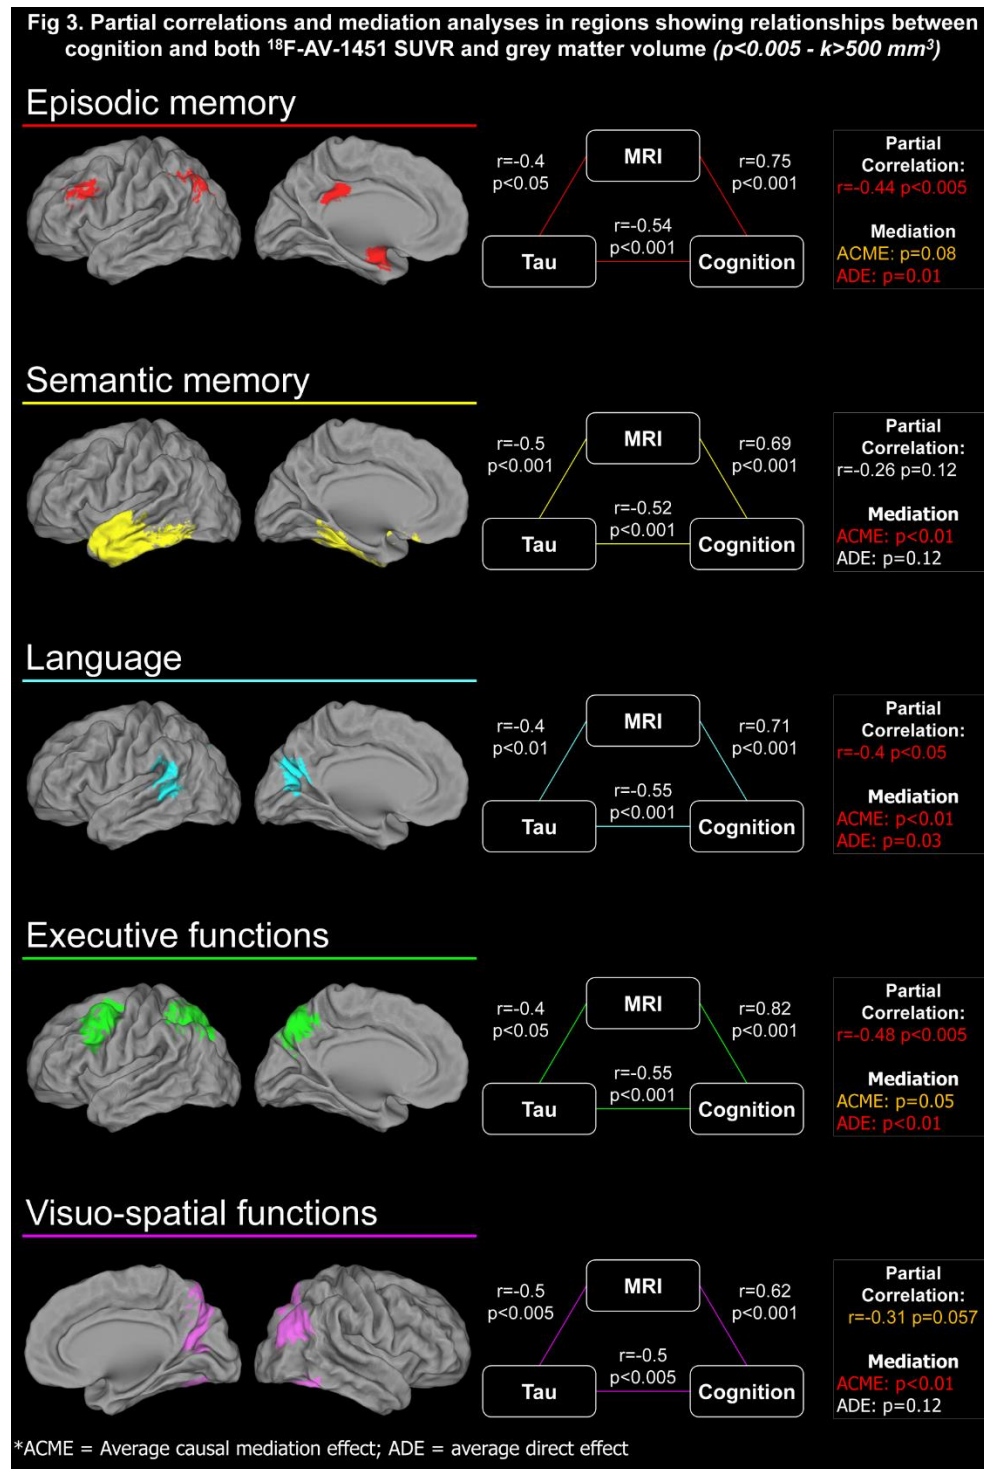 Fig 3. Partial correlations and mediation analyses in regions showing relationships between
cognition and both ¹⁸F-AV-1451 SUVR and grey matter volume (p<0.005 - k>500 mm³)
Episodic memory
r=-0.4
p<0.05
MRI
r=0.75
p<0.001
r=-0.54
p<0.001
Tau
Cognition
Partial
Correlation:
r=-0.44 p<0.005
Mediation
ACME: p=0.08
ADE: p=0.01
Semantic memory
r=-0.5
p<0.001
MRI
r=0.69
p<0.001
r=-0.52
p<0.001
Tau
Cognition
Partial
Correlation:
r=-0.26 p=0.12
Mediation
ACME: p<0.01
ADE: p=0.12
Language
r=-0.4
p<0.01
MRI
r=0.71
p<0.001
r=-0.55
p<0.001
Tau
Cognition
Partial
Correlation:
r=-0.4 p<0.05
Mediation
ACME: p<0.01
ADE: p=0.03
Executive functions
r=-0.4
p<0.05
MRI
r=0.82
p<0.001
r=-0.55
p<0.001
Tau
Cognition
Partial
Correlation:
r=-0.48 p<0.005
Mediation
ACME: p=0.05
ADE: p<0.01
Visuo-spatial functions
r=-0.5
p<0.005
MRI
r=0.62
p<0.001
r=-0.5
p<0.005
Tau
Cognition
Partial
Correlation:
r=-0.31 p=0.057
Mediation
ACME: p<0.01
ADE: p=0.12
*ACME = Average causal mediation effect; ADE = average direct effect